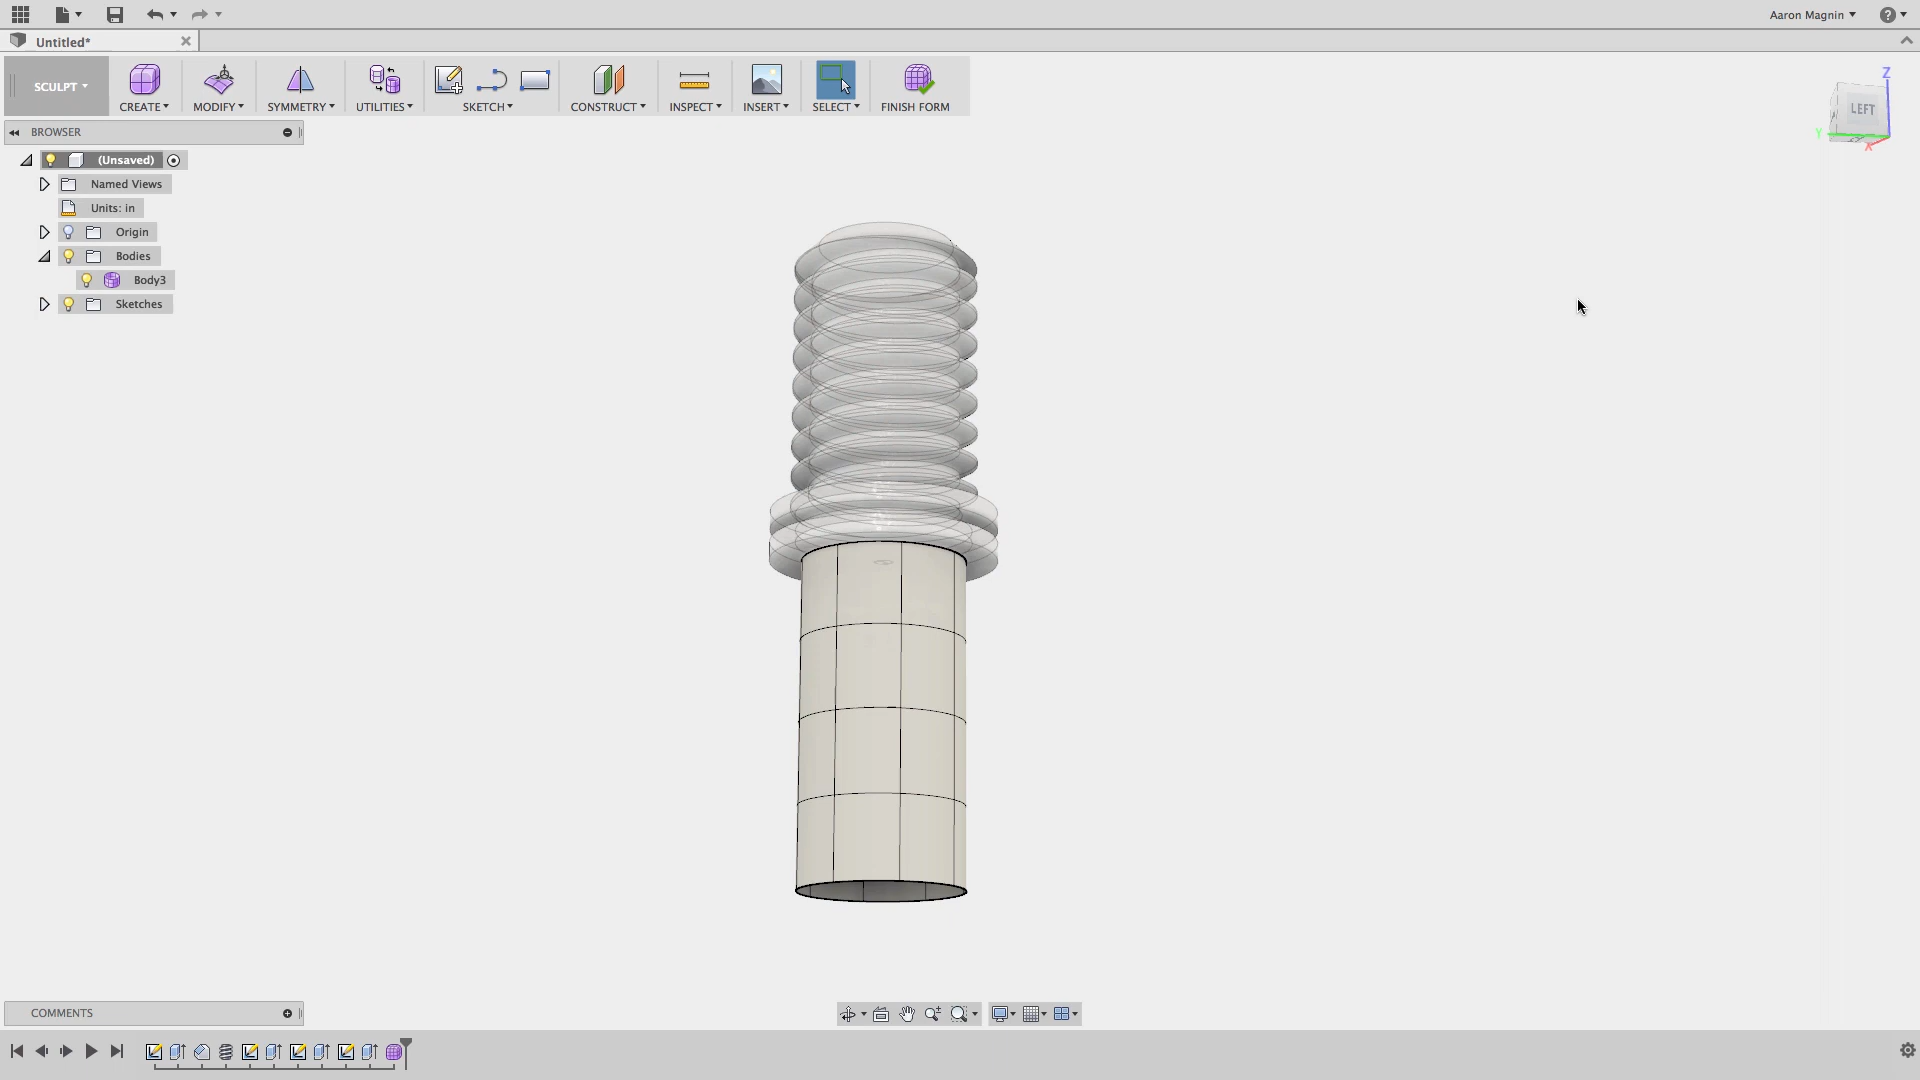 Aaron Magnin
Untitled*
SCULPT
CREATE
MODIFY
SYMMETRY
UTILITIES
SKETCH
CONSTRUCT
INSPECT
INSERT
SELECT
FINISH FORM
Z
LEFT
Y
X
BROWSER
(Unsaved)
Named Views
Units: in
Origin
Bodies
Body3
Sketches
COMMENTS